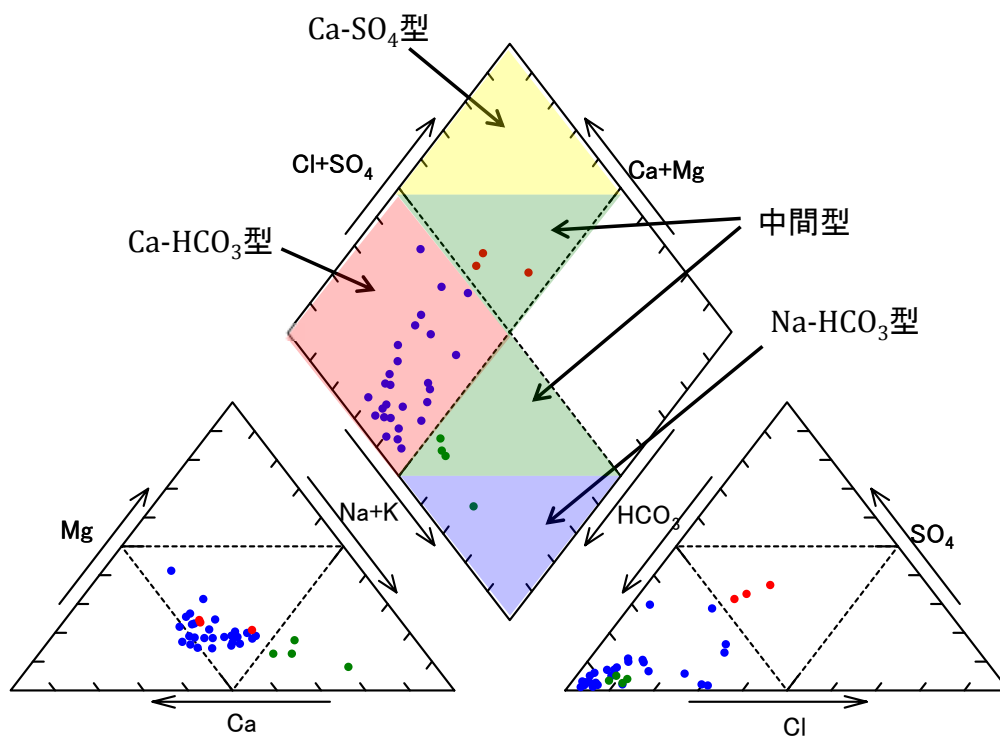 Ca-SO₄型
Cl+SO₄
Ca+Mg
中間型
Ca-HCO₃型
Na-HCO₃型
Na+K
HCO₃
Mg
SO₄
Ca
Cl